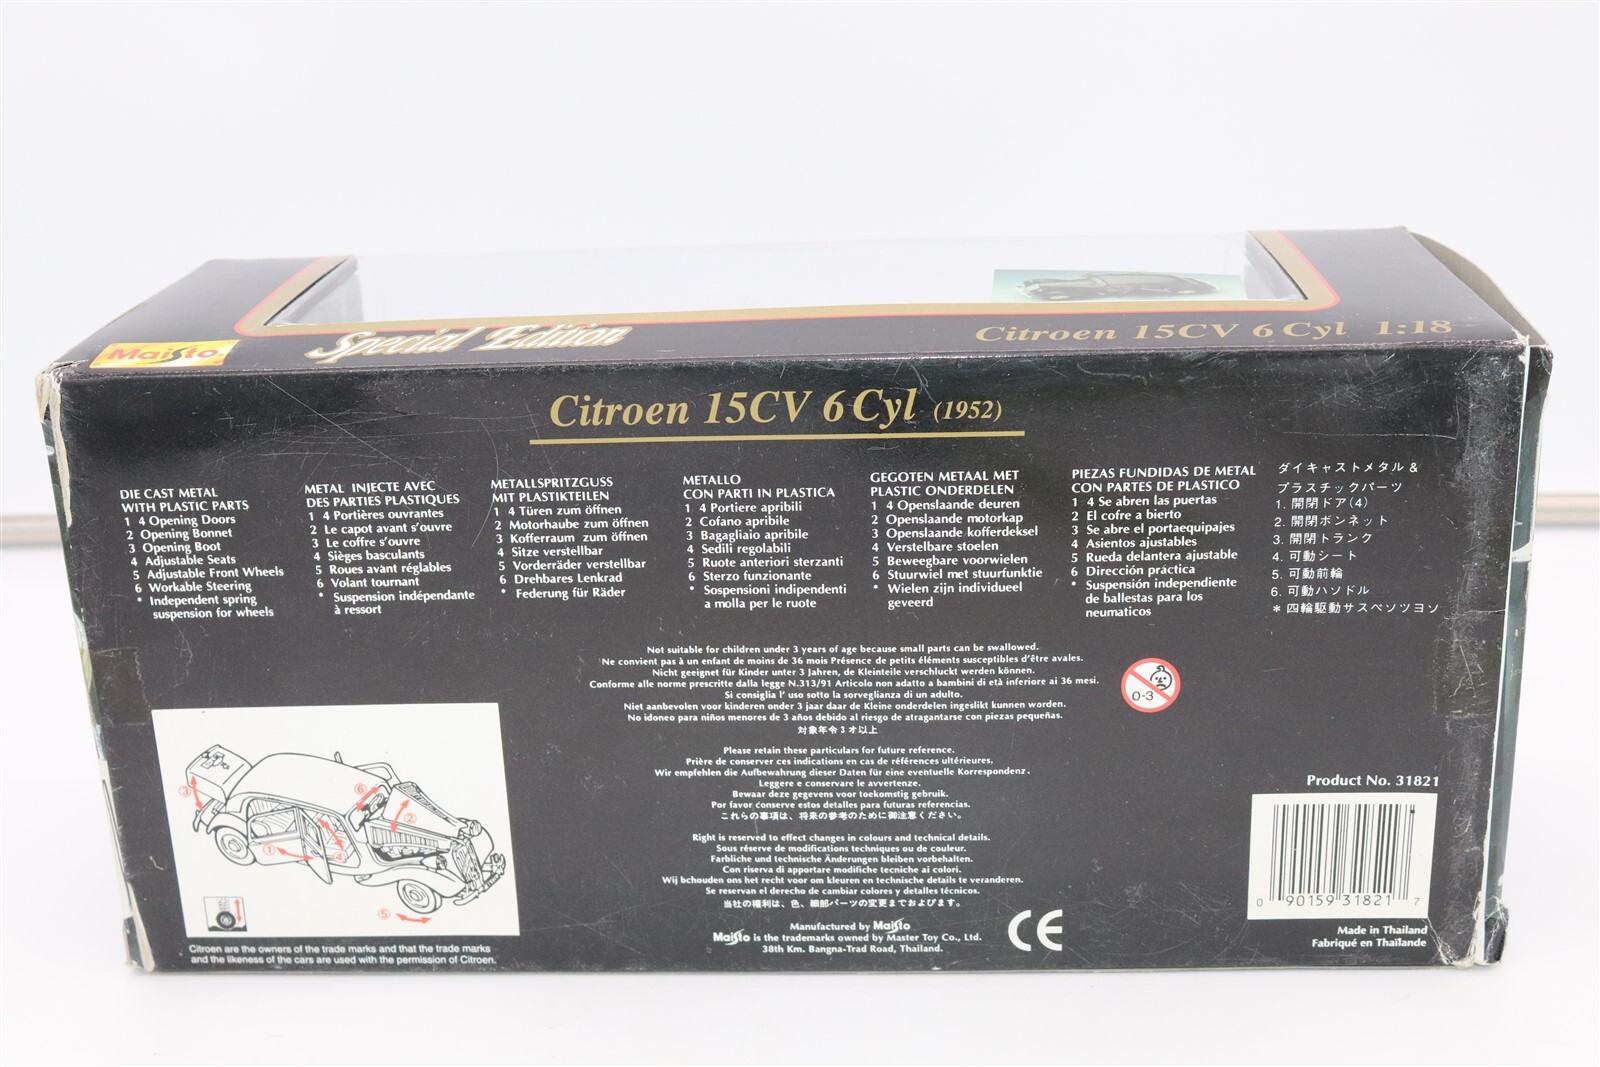 Maisto
Special Edition
Citroen 15CV 6 Cyl 1:18
Citroen 15CV 6 Cyl (1952)
DIE CAST METAL
WITH PLASTIC PARTS
1 4 Opening Doors
2 Opening Bonnet
3 Opening Boot
4 Adjustable Seats
5 Adjustable Front Wheels
6 Workable Steering
* Independent spring
suspension for wheels
METAL INJECTE AVEC
DES PARTIES PLASTIQUES
1 4 Portières ouvrantes
2 Le capot avant s'ouvre
3 Le coffre s'ouvre
4 Sièges basculants
5 Roues avant réglables
6 Volant tournant
* Suspension indépendante
à ressort
METALLSPRITZGUSS
MIT PLASTIKTEILEN
1 4 Türen zum öffnen
2 Motorhaube zum öffnen
3 Kofferraum zum öffnen
4 Sitze verstellbar
5 Vorderräder verstellbar
6 Drehbares Lenkrad
* Federung für Räder
METALLO
CON PARTI IN PLASTICA
1 4 Portiere apribili
2 Cofano apribile
3 Bagagliaio apribile
4 Sedili regolabili
5 Ruote anteriori sterzanti
6 Sterzo funzionante
* Sospensioni indipendenti
a molla per le ruote
GEGOTEN METAAL MET
PLASTIC ONDERDELEN
1 4 Openslaande deuren
2 Openslaande motorkap
3 Openslaande kofferdeksel
4 Verstelbare stoelen
5 Beweegbare voorwielen
6 Stuurwiel met stuurfunktie
* Wielen zijn individueel
geveerd
PIEZAS FUNDIDAS DE METAL
CON PARTES DE PLASTICO
1 4 Se abren las puertas
2 El cofre a bierto
3 Se abre el portaequipajes
4 Asientos ajustables
5 Rueda delantera ajustable
6 Dirección práctica
* Suspensión independiente
de ballestas para los
neumaticos
ダイキャストメタル &
プラスチックパーツ
1. 開閉ドア(4)
2. 開閉ボンネット
3. 開閉トランク
4. 可動シート
5. 可動前輪
6. 可動ハンドル
* 四輪駆動サスペンツヨン
Not suitable for children under 3 years of age because small parts can be swallowed.
Ne convient pas à un enfant de moins de 36 mois Présence de petits éléments susceptibles d'être avales.
Nicht geeignet für Kinder unter 3 Jahren, de Kleinteile verschluckt werden können.
Conforme alle norme prescritte dalla legge N.313/91 Articolo non adatto a bambini di età inferiore ai 36 mesi.
Si consiglia l' uso sotto la sorveglianza di un adulto.
Niet aanbevolen voor kinderen onder 3 jaar daar de Kleine onderdelen ingeslikt kunnen worden.
No idoneo para niños menores de 3 años debido al riesgo de atragantarse con piezas pequeñas.
対象年令3才以上
0-3
Please retain these particulars for future reference.
Prière de conserver ces indications en cas de références ultérieures.
Wir empfehlen die Aufbewahrung dieser Daten für eine eventuelle Korrespondenz.
Leggere e conservare le avvertenze.
Bewaar deze gegevens voor toekomstig gebruik.
Por favor conserve estos detalles para futuras referencias.
これらの事項は、将来の参考のために御注意ください。
Right is reserved to effect changes in colours and technical details.
Sous réserve de modifications techniques ou de couleur.
Farbliche und technische Änderungen bleiben vorbehalten.
Con riserva di apportare modifiche tecniche ai colori.
Wij bchouden ons het recht voor om kleuren en technische details te veranderen.
Se reservan el derecho de cambiar colores y detalles técnicos.
当社の権利は、色、細部パーツの変更までおよびます。
Manufactured by Maisto
Maisto is the trademarks owned by Master Toy Co., Ltd.
38th Km. Bangna-Trad Road, Thailand.
CE
3
6
2
1
4
5
Citroen are the owners of the trade marks and that the trade marks
and the likeness of the cars are used with the permission of Citroen.
Product No. 31821
0 90159 31821 7
Made in Thailand
Fabriqué en Thaïlande